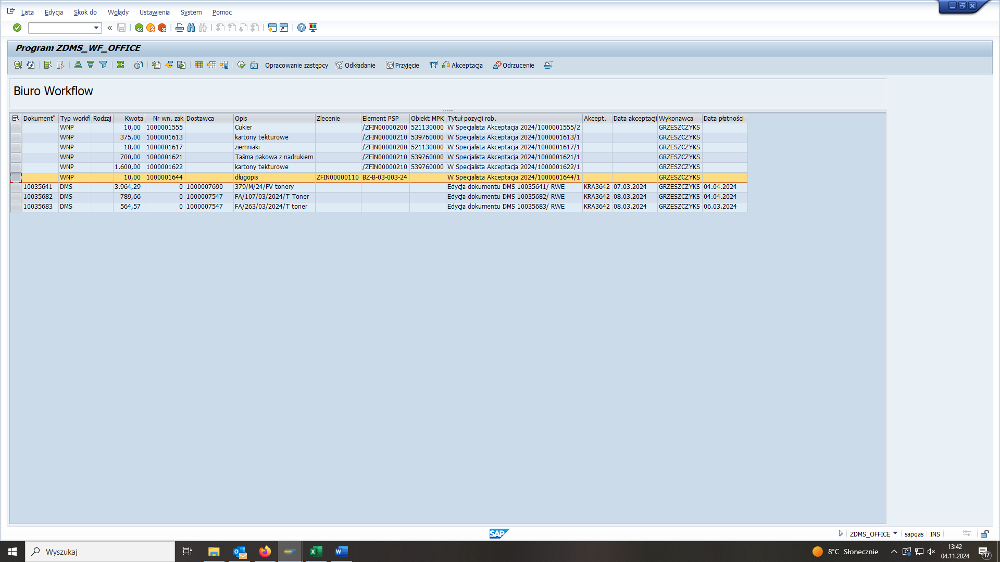 Lista Edycja Skok do Wglądy Ustawienia System Pomoc
Program ZDMS_WF_OFFICE
Opracowanie zastępcy Odkładanie Przyjęcie Akceptacja Odrzucenie
Biuro Workflow
Dokument Typ workfl Rodzaj Kwota Nr wn. zak Dostawca Opis Zlecenie Element PSP Obiekt MPK Tytuł pozycji rob. Akcept. Data akceptacji Wykonawca Data płatności
WNP 10,00 1000001555 Cukier /ZFIN00000200 521130000 W Specjalista Akceptacja 2024/1000001555/2 GRZESZCZYKS
WNP 375,00 1000001613 kartony tekturowe /ZFIN00000210 539760000 W Specjalista Akceptacja 2024/1000001613/1 GRZESZCZYKS
WNP 18,00 1000001617 ziemniaki /ZFIN00000200 521130000 W Specjalista Akceptacja 2024/1000001617/1 GRZESZCZYKS
WNP 700,00 1000001621 Taśma pakowa z nadrukiem /ZFIN00000210 539760000 W Specjalista Akceptacja 2024/1000001621/1 GRZESZCZYKS
WNP 1.600,00 1000001622 kartony tekturowe /ZFIN00000210 539760000 W Specjalista Akceptacja 2024/1000001622/1 GRZESZCZYKS
WNP 10,00 1000001644 długopis ZFIN00000110 BZ-B-03-003-24 W Specjalista Akceptacja 2024/1000001644/1 GRZESZCZYKS
10035641 DMS 3.964,29 0 1000007690 379/M/24/FV tonery Edycja dokumentu DMS 10035641/ RWE KRA3642 07.03.2024 GRZESZCZYKS 04.04.2024
10035682 DMS 789,66 0 1000007547 FA/107/03/2024/T Toner Edycja dokumentu DMS 10035682/ RWE KRA3642 08.03.2024 GRZESZCZYKS 04.04.2024
10035683 DMS 564,57 0 1000007547 FA/263/03/2024/T toner Edycja dokumentu DMS 10035683/ RWE KRA3642 08.03.2024 GRZESZCZYKS 06.03.2024
SAP
ZDMS_OFFICE sapqas INS
Wyszukaj
8°C Słonecznie
13:42
04.11.2024
17